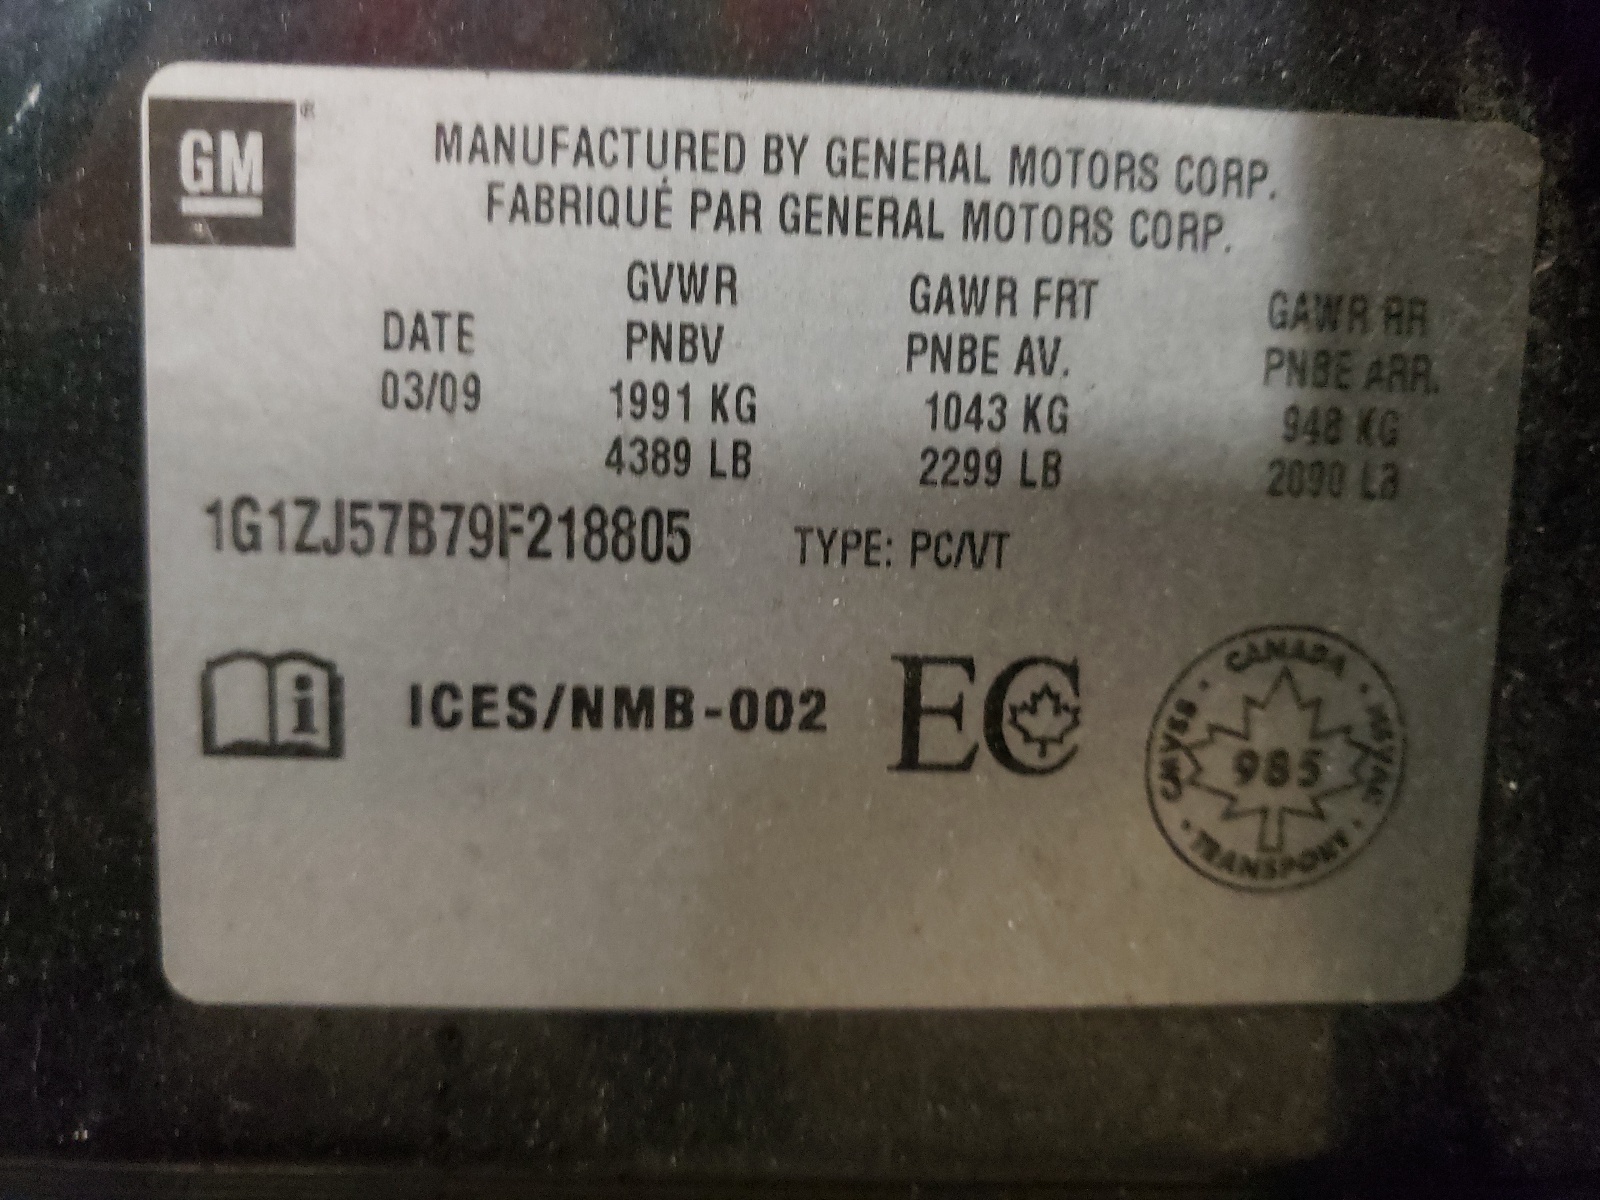 GM ®
MANUFACTURED BY GENERAL MOTORS CORP.
FABRIQUÉ PAR GENERAL MOTORS CORP.
DATE
03/09
GVWR
PNBV
1991 KG
4389 LB
GAWR FRT
PNBE AV.
1043 KG
2299 LB
GAWR RR
PNBE ARR.
948 KG
2090 LB
1G1ZJ57B79F218805 TYPE: PC/VT
i ICES/NMB-002 EC
CANADA
CMVSS · NSVAC
985
TRANSPORT